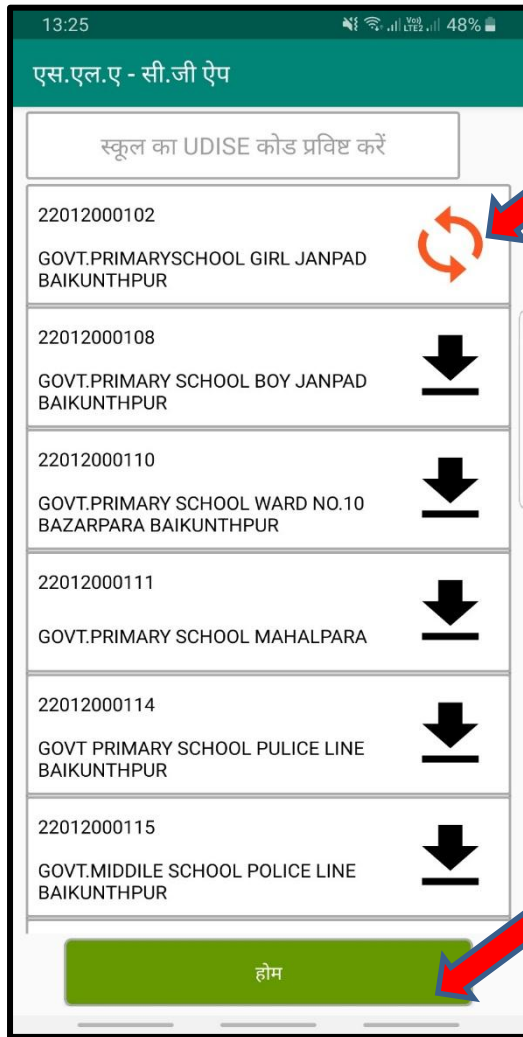 13:25 Vo)) LTE2 48%
एस.एल.ए - सी.जी ऐप
स्कूल का UDISE कोड प्रविष्ट करें
22012000102
GOVT.PRIMARYSCHOOL GIRL JANPAD
BAIKUNTHPUR
22012000108
GOVT.PRIMARY SCHOOL BOY JANPAD
BAIKUNTHPUR
22012000110
GOVT.PRIMARY SCHOOL WARD NO.10
BAZARPARA BAIKUNTHPUR
22012000111
GOVT.PRIMARY SCHOOL MAHALPARA
22012000114
GOVT PRIMARY SCHOOL PULICE LINE
BAIKUNTHPUR
22012000115
GOVT.MIDDILE SCHOOL POLICE LINE
BAIKUNTHPUR
होम